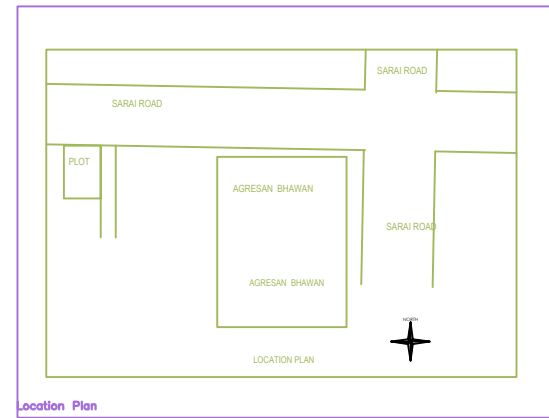 SARAI ROAD
SARAI ROAD
PLOT
AGRESAN BHAWAN
SARAI ROAD
AGRESAN BHAWAN
NORTH
LOCATION PLAN
Location Plan